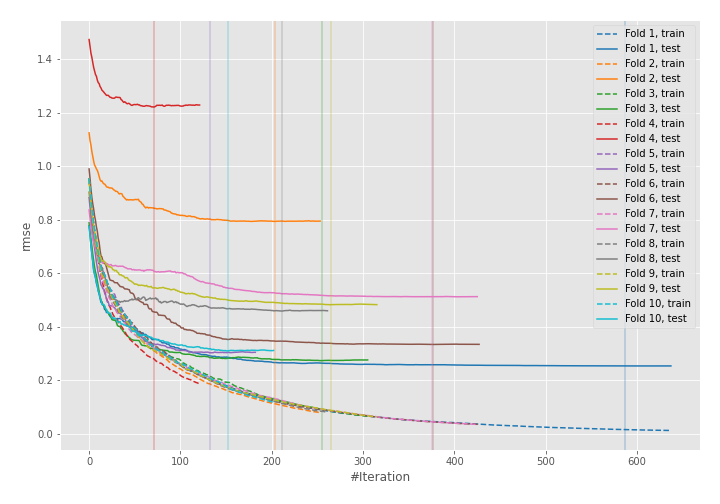 1.4
1.2
1.0
0.8
0.6
0.4
0.2
0.0
rmse
0
100
200
300
400
500
600
#Iteration
Fold 1, train
Fold 1, test
Fold 2, train
Fold 2, test
Fold 3, train
Fold 3, test
Fold 4, train
Fold 4, test
Fold 5, train
Fold 5, test
Fold 6, train
Fold 6, test
Fold 7, train
Fold 7, test
Fold 8, train
Fold 8, test
Fold 9, train
Fold 9, test
Fold 10, train
Fold 10, test